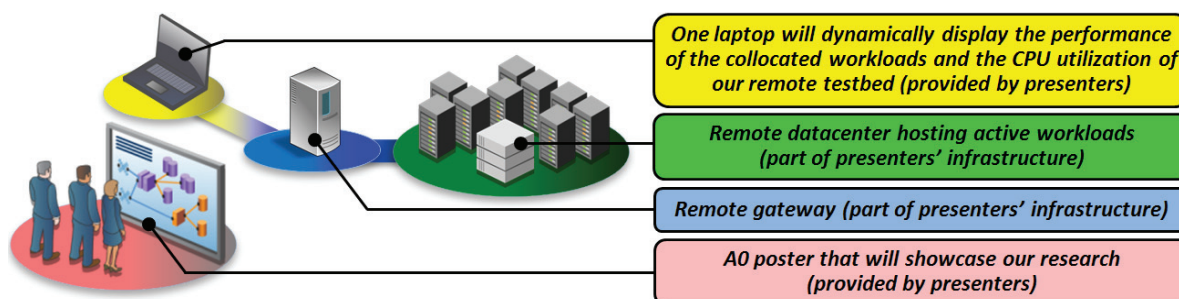 One laptop will dynamically display the performance
of the collocated workloads and the CPU utilization of
our remote testbed (provided by presenters)
Remote datacenter hosting active workloads
(part of presenters’ infrastructure)
Remote gateway (part of presenters’ infrastructure)
A0 poster that will showcase our research
(provided by presenters)